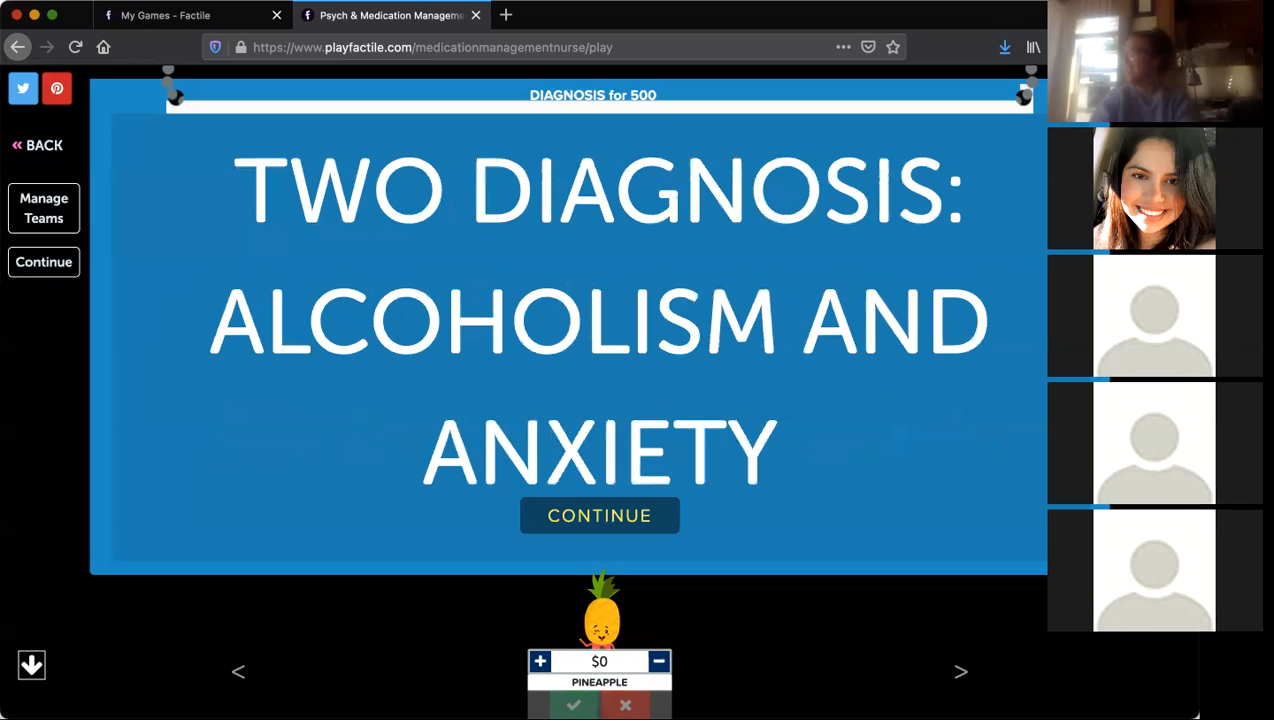 My Games - Factile
Psych & Medication Manageme
https://www.playfactile.com/medicationmanagementnurse/play
DIAGNOSIS for 500
« BACK
Manage
Teams
Continue
TWO DIAGNOSIS:
ALCOHOLISM AND
ANXIETY
CONTINUE
$0
PINEAPPLE